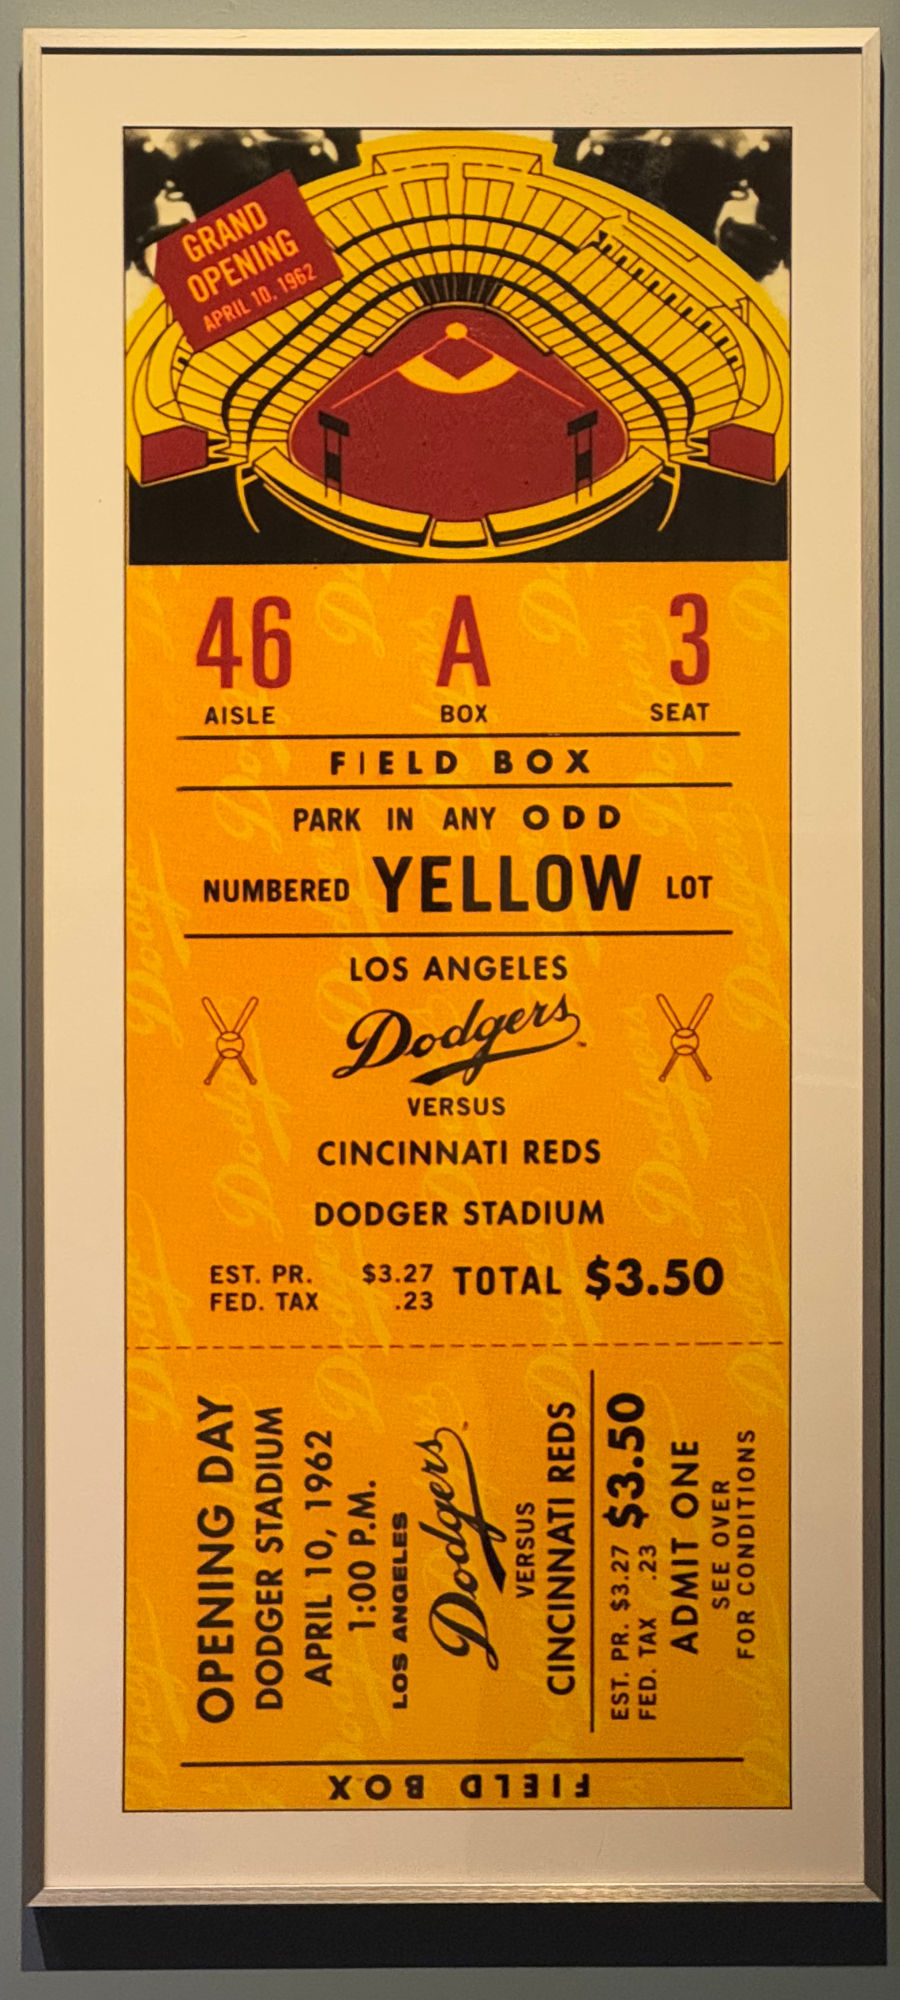 GRAND
OPENING
APRIL 10, 1962
46 A 3
AISLE BOX SEAT
FIELD BOX
PARK IN ANY ODD
NUMBERED YELLOW LOT
LOS ANGELES
Dodgers
VERSUS
CINCINNATI REDS
DODGER STADIUM
EST. PR. $3.27 TOTAL $3.50
FED. TAX .23
OPENING DAY
DODGER STADIUM
APRIL 10, 1962
1:00 P.M.
LOS ANGELES
Dodgers
VERSUS
CINCINNATI REDS
EST. PR. $3.27 $3.50
FED. TAX .23
ADMIT ONE
SEE OVER
FOR CONDITIONS
FIELD BOX